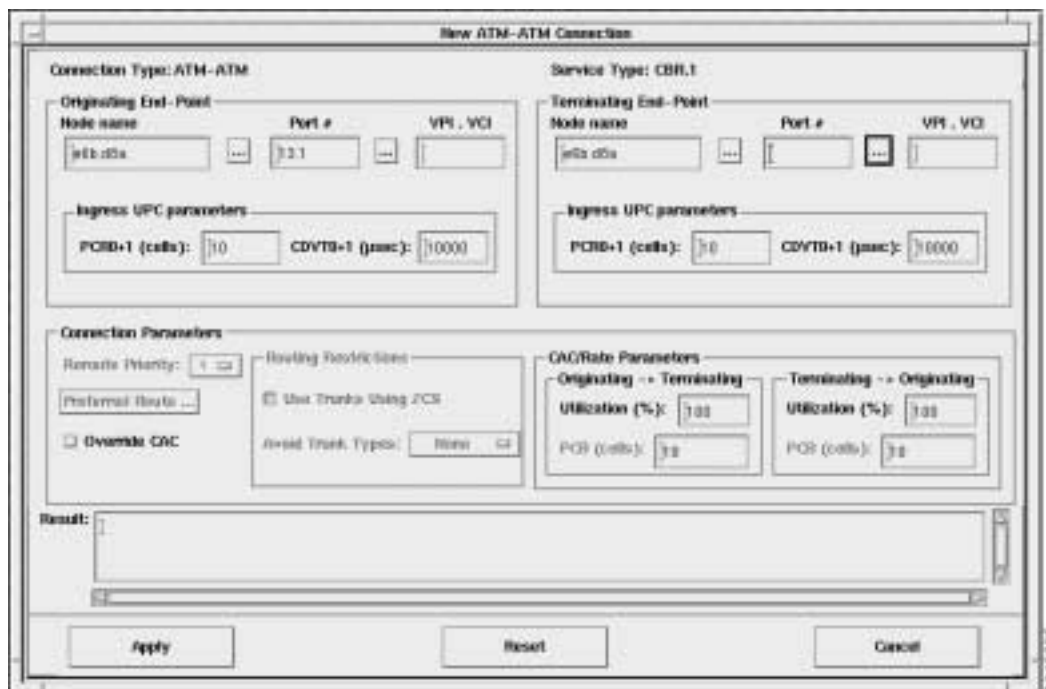 New ATM-ATM Connection
Connection Type: ATM-ATM
Service Type: CBR.1
Originating End-Point
Node name Port # VPI . VCI
... 13.1 ...
Terminating End-Point
Node name Port # VPI . VCI
... ...
Ingress UPC parameters
PCR0+1 (cells): 10 CDVT0+1 (µsec): 10000
Ingress UPC parameters
PCR0+1 (cells): 10 CDVT0+1 (µsec): 10000
Connection Parameters
Priority:
Preferred Route ...
Override CAC
Routing Restrictions
Use Trunks Using ZCS
Avoid Trunk Types: None
CAC/Rate Parameters
Originating -> Terminating
Utilization (%): 100
PCR (cells): 10
Terminating -> Originating
Utilization (%): 100
PCR (cells): 10
Result:
Apply Reset Cancel